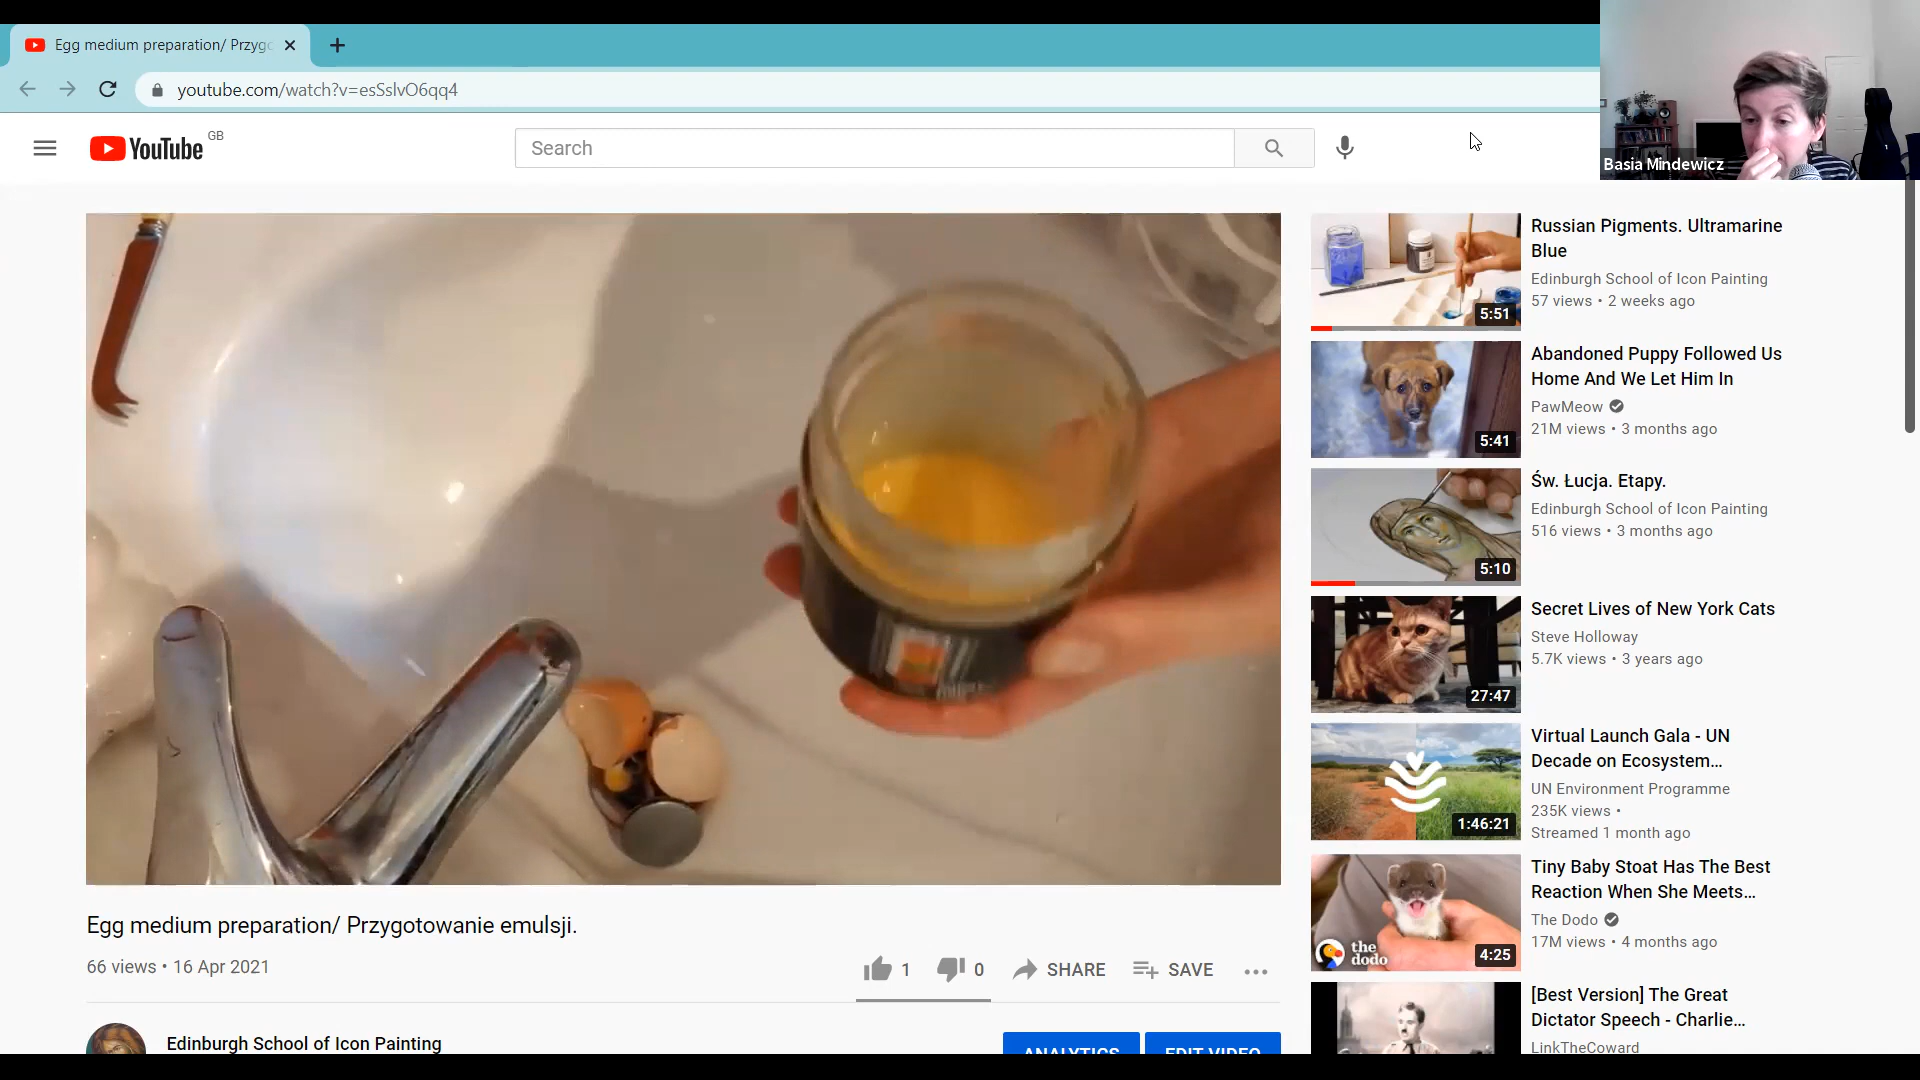 Egg medium preparation/ Przygo
youtube.com/watch?v=esSslvO6qq4
YouTube GB
Search
Basia Mindewicz
Russian Pigments. Ultramarine
Blue
Edinburgh School of Icon Painting
57 views • 2 weeks ago
5:51
Abandoned Puppy Followed Us
Home And We Let Him In
PawMeow
21M views • 3 months ago
5:41
Św. Łucja. Etapy.
Edinburgh School of Icon Painting
516 views • 3 months ago
5:10
Secret Lives of New York Cats
Steve Holloway
5.7K views • 3 years ago
27:47
Virtual Launch Gala - UN
Decade on Ecosystem...
UN Environment Programme
235K views •
Streamed 1 month ago
1:46:21
Tiny Baby Stoat Has The Best
Reaction When She Meets...
The Dodo
17M views • 4 months ago
the
dodo
4:25
[Best Version] The Great
Dictator Speech - Charlie...
LinkTheCoward
Egg medium preparation/ Przygotowanie emulsji.
66 views • 16 Apr 2021
1 0 SHARE SAVE
Edinburgh School of Icon Painting
ANALYTICS EDIT VIDEO